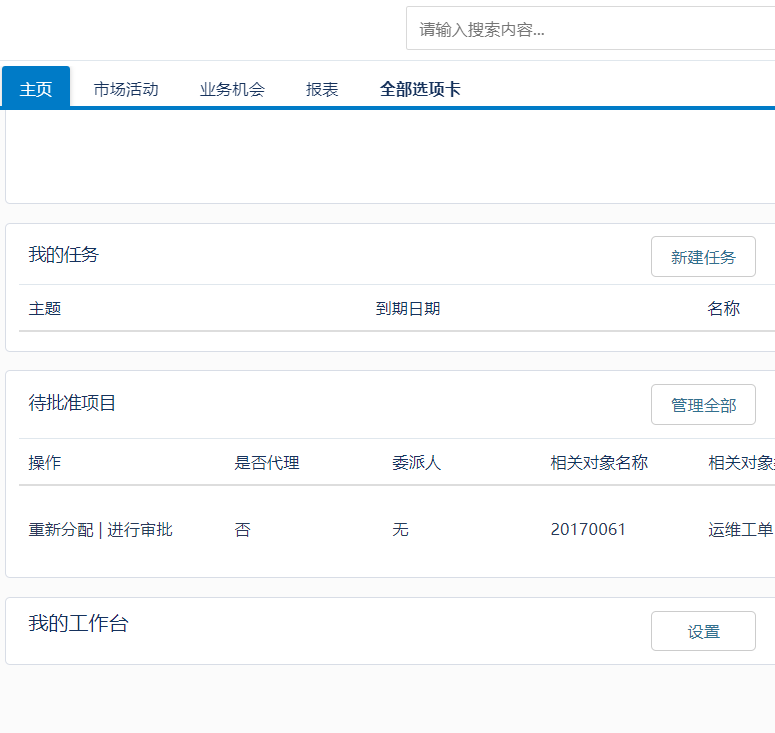 请输入搜索内容...
主页 市场活动 业务机会 报表 全部选项卡
我的任务 新建任务
主题 到期日期 名称
待批准项目 管理全部
操作 是否代理 委派人 相关对象名称 相关对象
重新分配 | 进行审批 否 无 20170061 运维工单
我的工作台 设置